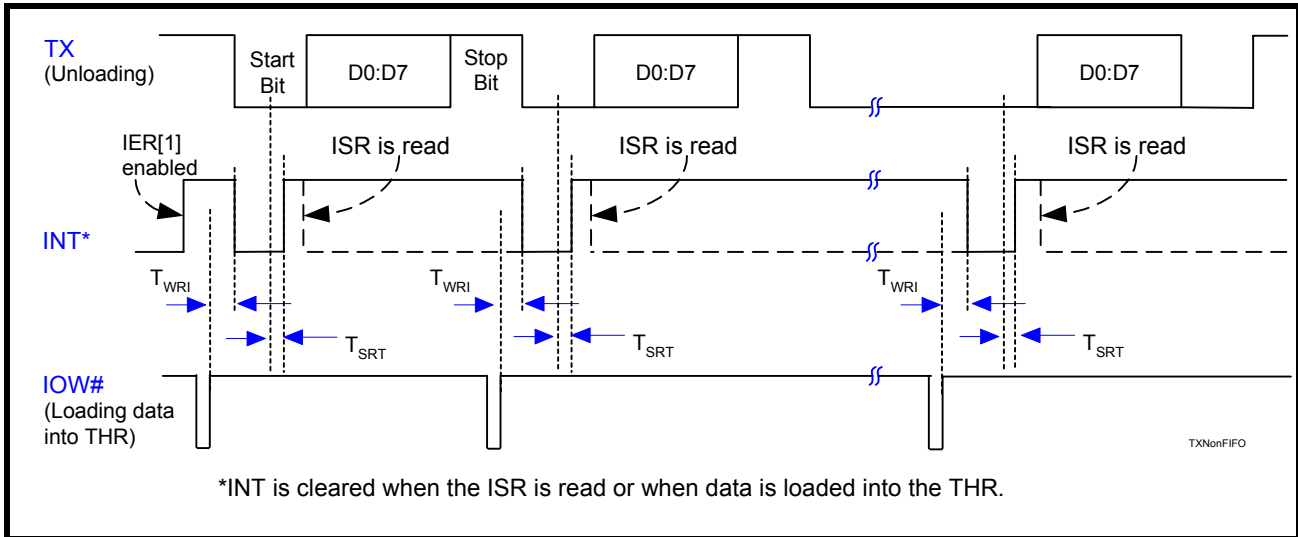 TX
(Unloading)
Start
Bit
D0:D7
Stop
Bit
D0:D7
D0:D7
IER[1]
enabled
ISR is read
ISR is read
ISR is read
INT*
TWRI
TWRI
TWRI
TSRT
TSRT
TSRT
IOW#
(Loading data
into THR)
TXNonFIFO
*INT is cleared when the ISR is read or when data is loaded into the THR.